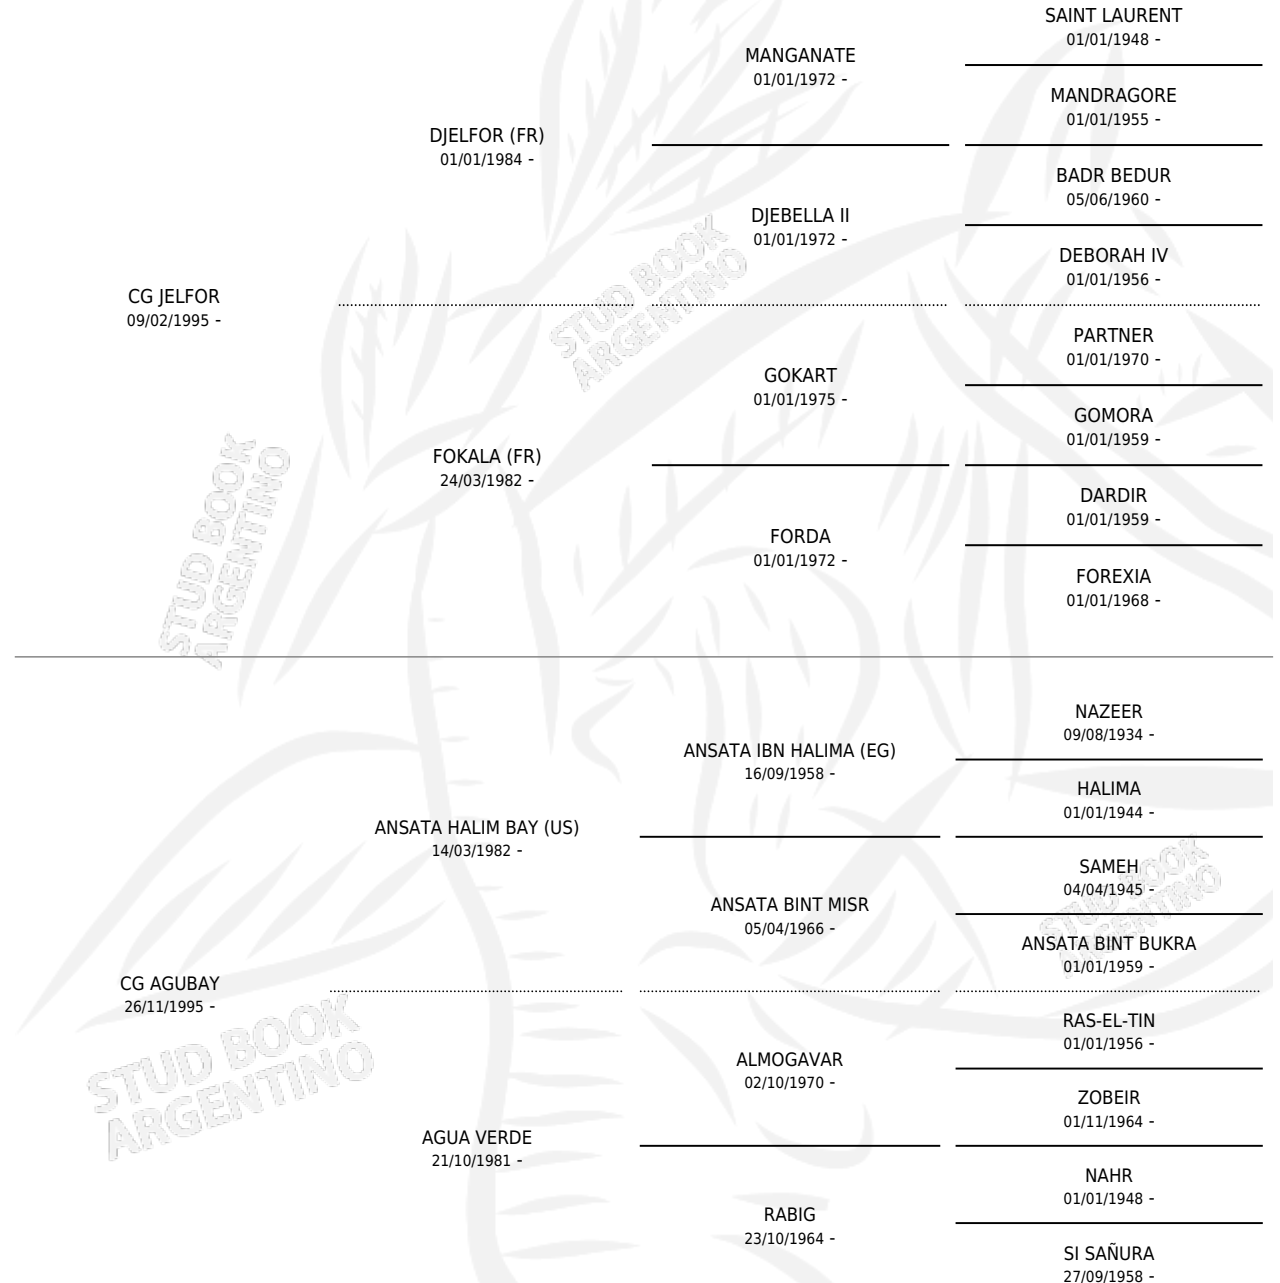 SAINT LAURENT
01/01/1948 -
MANGANATE
01/01/1972 -
MANDRAGORE
01/01/1955 -
DJELFOR (FR)
01/01/1984 -
BADR BEDUR
05/06/1960 -
DJEBELLA II
01/01/1972 -
DEBORAH IV
01/01/1956 -
CG JELFOR
09/02/1995 -
STUD BOOK
ARGENTINO
PARTNER
01/01/1970 -
GOKART
01/01/1975 -
GOMORA
01/01/1959 -
FOKALA (FR)
24/03/1982 -
DARDIR
01/01/1959 -
FORDA
01/01/1972 -
FOREXIA
01/01/1968 -
STUD BOOK
ARGENTINO
NAZEER
09/08/1934 -
ANSATA IBN HALIMA (EG)
16/09/1958 -
HALIMA
01/01/1944 -
ANSATA HALIM BAY (US)
14/03/1982 -
SAMEH
04/04/1945 -
STUD BOOK
ARGENTINO
ANSATA BINT MISR
05/04/1966 -
ANSATA BINT BUKRA
01/01/1959 -
CG AGUBAY
26/11/1995 -
STUD BOOK
ARGENTINO
RAS-EL-TIN
01/01/1956 -
ALMOGAVAR
02/10/1970 -
ZOBEIR
01/11/1964 -
AGUA VERDE
21/10/1981 -
NAHR
01/01/1948 -
RABIG
23/10/1964 -
SI SAÑURA
27/09/1958 -